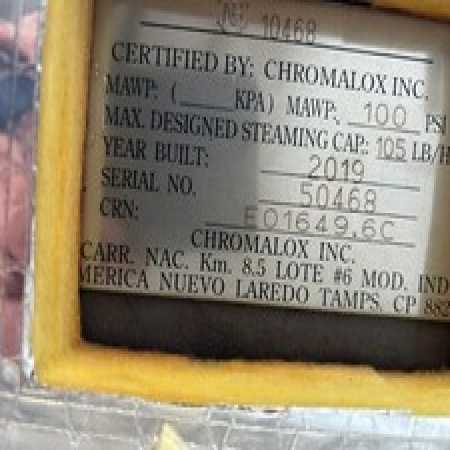 NB 10468
CERTIFIED BY: CHROMALOX INC.
MAWP: (____KPA) MAWP, 100 PSI
MAX. DESIGNED STEAMING CAP: 105 LB/H
YEAR BUILT: 2019
SERIAL NO. 50468
CRN: E01649.6C
CHROMALOX INC.
CARR. NAC. Km. 8.5 LOTE #6 MOD. IND
MERICA NUEVO LAREDO TAMPS, CP 882